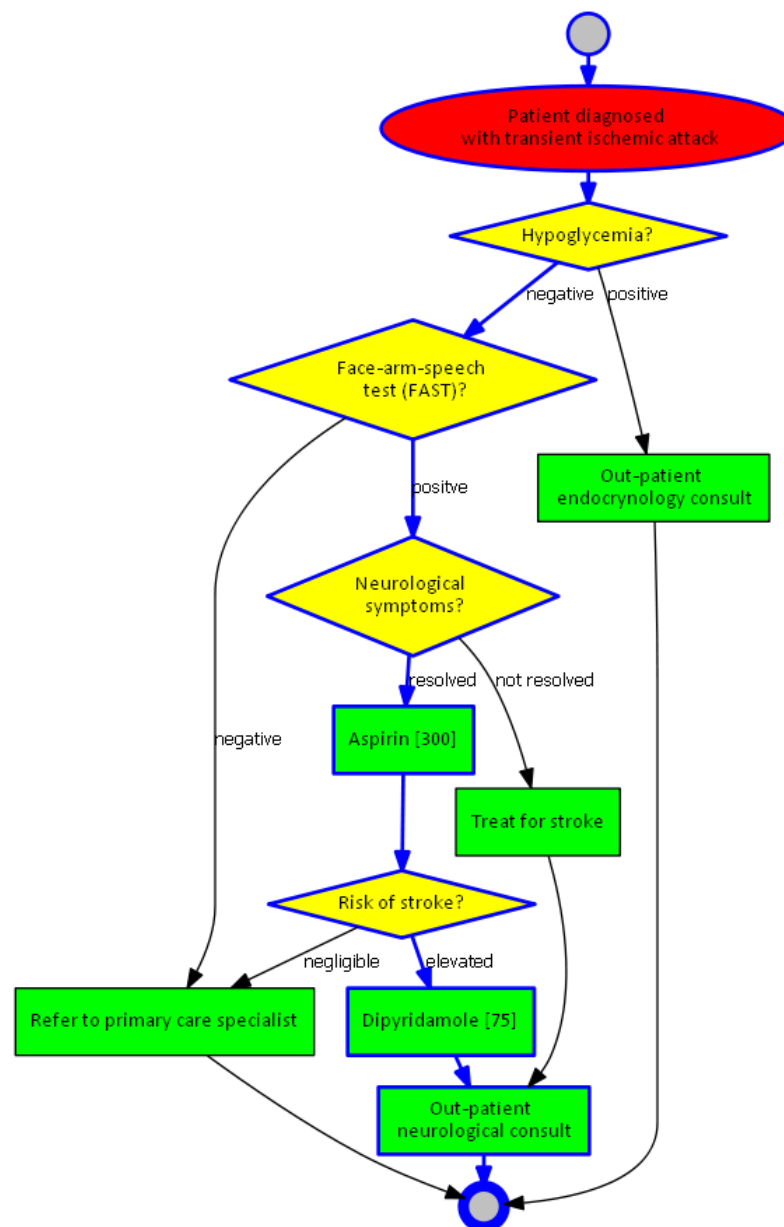 Patient diagnosed
with transient ischemic attack
Hypoglycemia?
negative
positive
Face-arm-speech
test (FAST)?
Out-patient
endocrynology consult
positve
Neurological
symptoms?
resolved
not resolved
negative
Aspirin [300]
Treat for stroke
Risk of stroke?
negligible
elevated
Refer to primary care specialist
Dipyridamole [75]
Out-patient
neurological consult